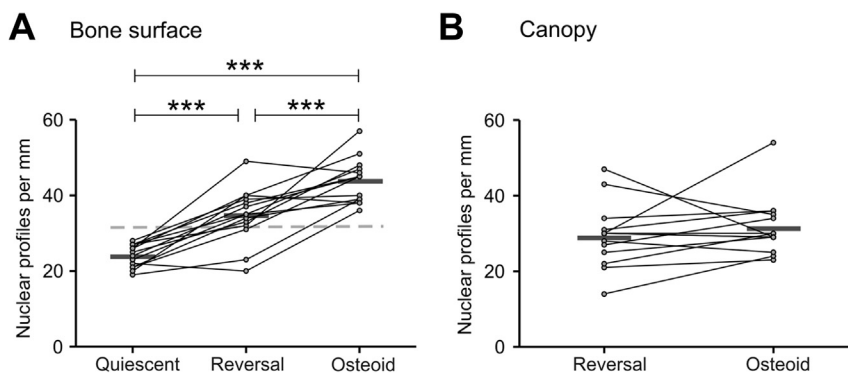 A Bone surface
***
*** ***
Nuclear profiles per mm
60
40
20
0
Quiescent Reversal Osteoid
B Canopy
Nuclear profiles per mm
60
40
20
0
Reversal Osteoid